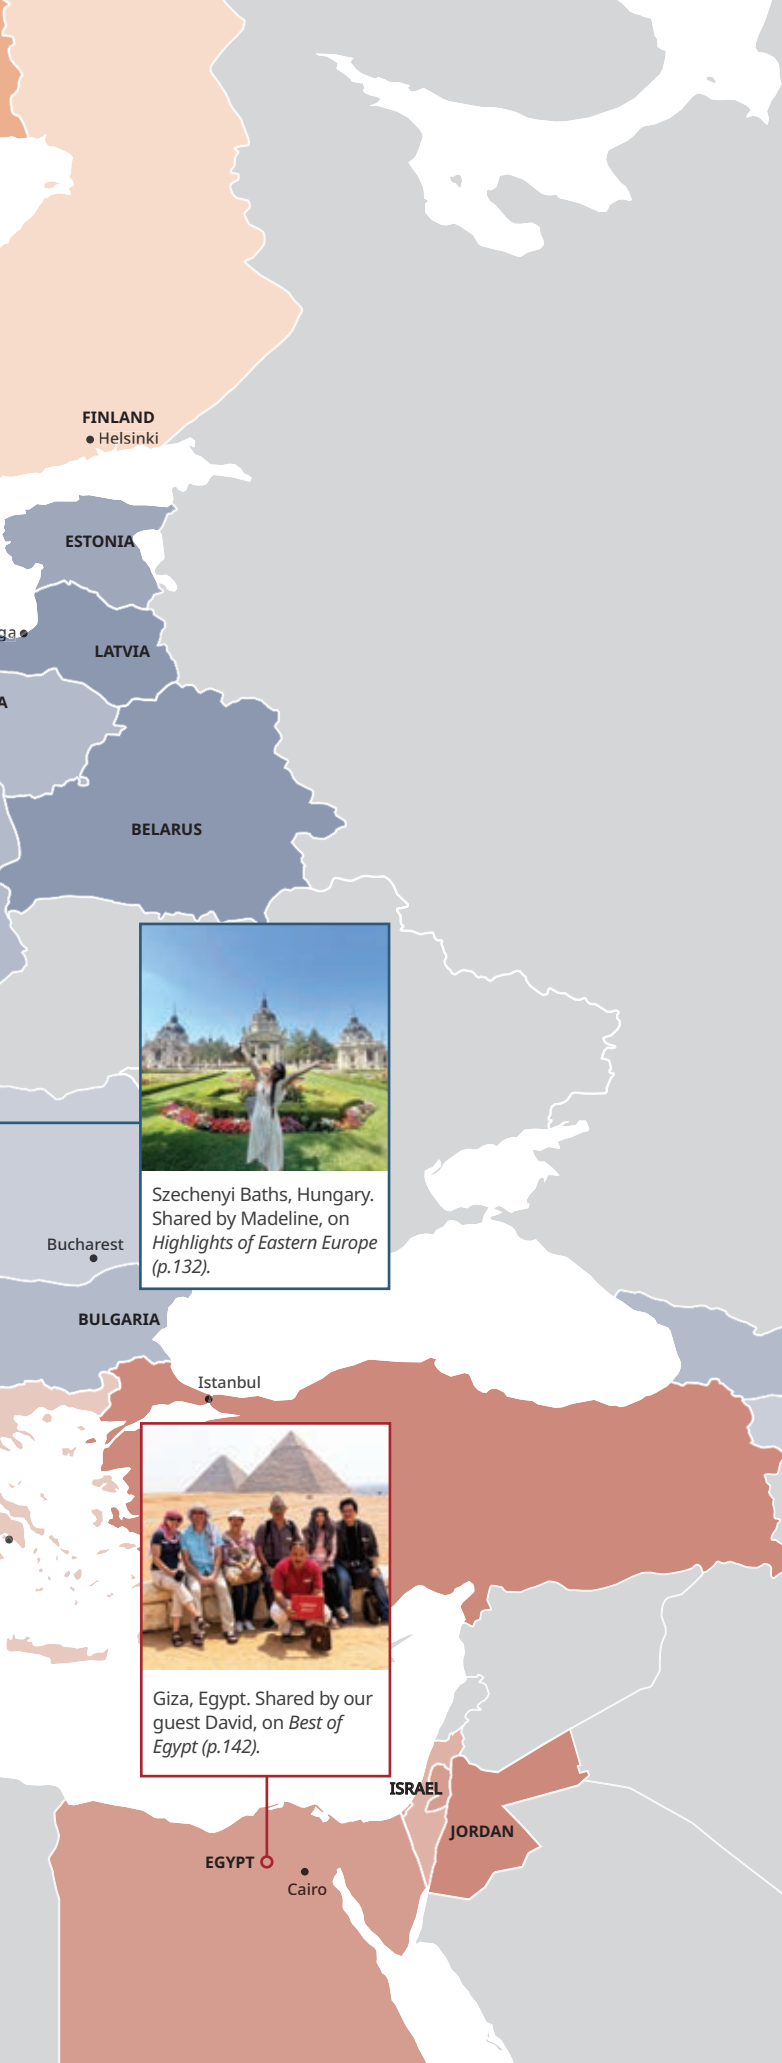 FINLAND
Helsinki
ESTONIA
ga
LATVIA
A
BELARUS
Szechenyi Baths, Hungary.
Shared by Madeline, on
Highlights of Eastern Europe
(p.132).
Bucharest
BULGARIA
Istanbul
Giza, Egypt. Shared by our
guest David, on Best of
Egypt (p.142).
ISRAEL
JORDAN
EGYPT
Cairo